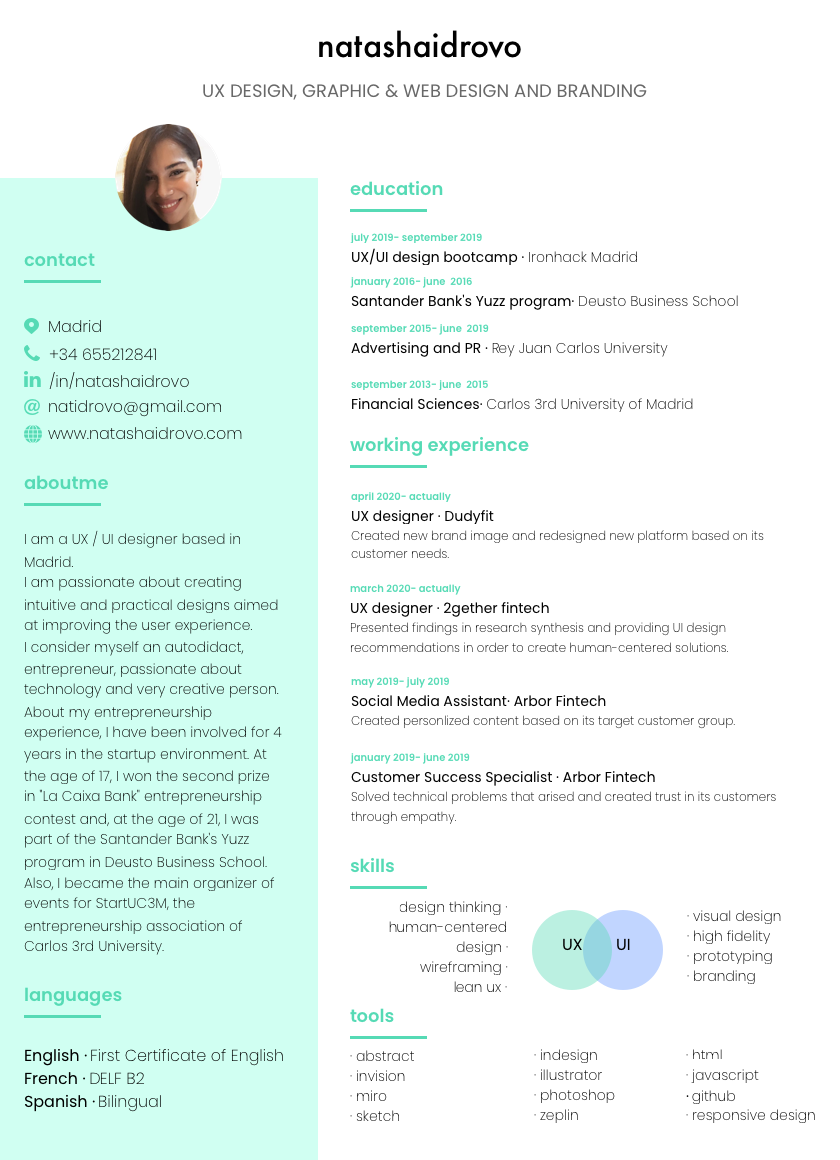 natashaidrovo
UX DESIGN, GRAPHIC & WEB DESIGN AND BRANDING
contact
Madrid
+34 655212841
in /in/natashaidrovo
@ natidrovo@gmail.com
www.natashaidrovo.com
aboutme
I am a UX / UI designer based in
Madrid.
I am passionate about creating
intuitive and practical designs aimed
at improving the user experience.
I consider myself an autodidact,
entrepreneur, passionate about
technology and very creative person.
About my entrepreneurship
experience, I have been involved for 4
years in the startup environment. At
the age of 17, I won the second prize
in "La Caixa Bank" entrepreneurship
contest and, at the age of 21, I was
part of the Santander Bank's Yuzz
program in Deusto Business School.
Also, I became the main organizer of
events for StartUC3M, the
entrepreneurship association of
Carlos 3rd University.
languages
English · First Certificate of English
French · DELF B2
Spanish · Bilingual
education
july 2019- september 2019
UX/UI design bootcamp · Ironhack Madrid
january 2016- june 2016
Santander Bank's Yuzz program· Deusto Business School
september 2015- june 2019
Advertising and PR · Rey Juan Carlos University
september 2013- june 2015
Financial Sciences· Carlos 3rd University of Madrid
working experience
april 2020- actually
UX designer · Dudyfit
Created new brand image and redesigned new platform based on its
customer needs.
march 2020- actually
UX designer · 2gether fintech
Presented findings in research synthesis and providing UI design
recommendations in order to create human-centered solutions.
may 2019- july 2019
Social Media Assistant· Arbor Fintech
Created personlized content based on its target customer group.
january 2019- june 2019
Customer Success Specialist · Arbor Fintech
Solved technical problems that arised and created trust in its customers
through empathy.
skills
design thinking ·
human-centered
design ·
wireframing ·
lean ux ·
UX UI
· visual design
· high fidelity
· prototyping
· branding
tools
· abstract
· invision
· miro
· sketch
· indesign
· illustrator
· photoshop
· zeplin
· html
· javascript
· github
· responsive design